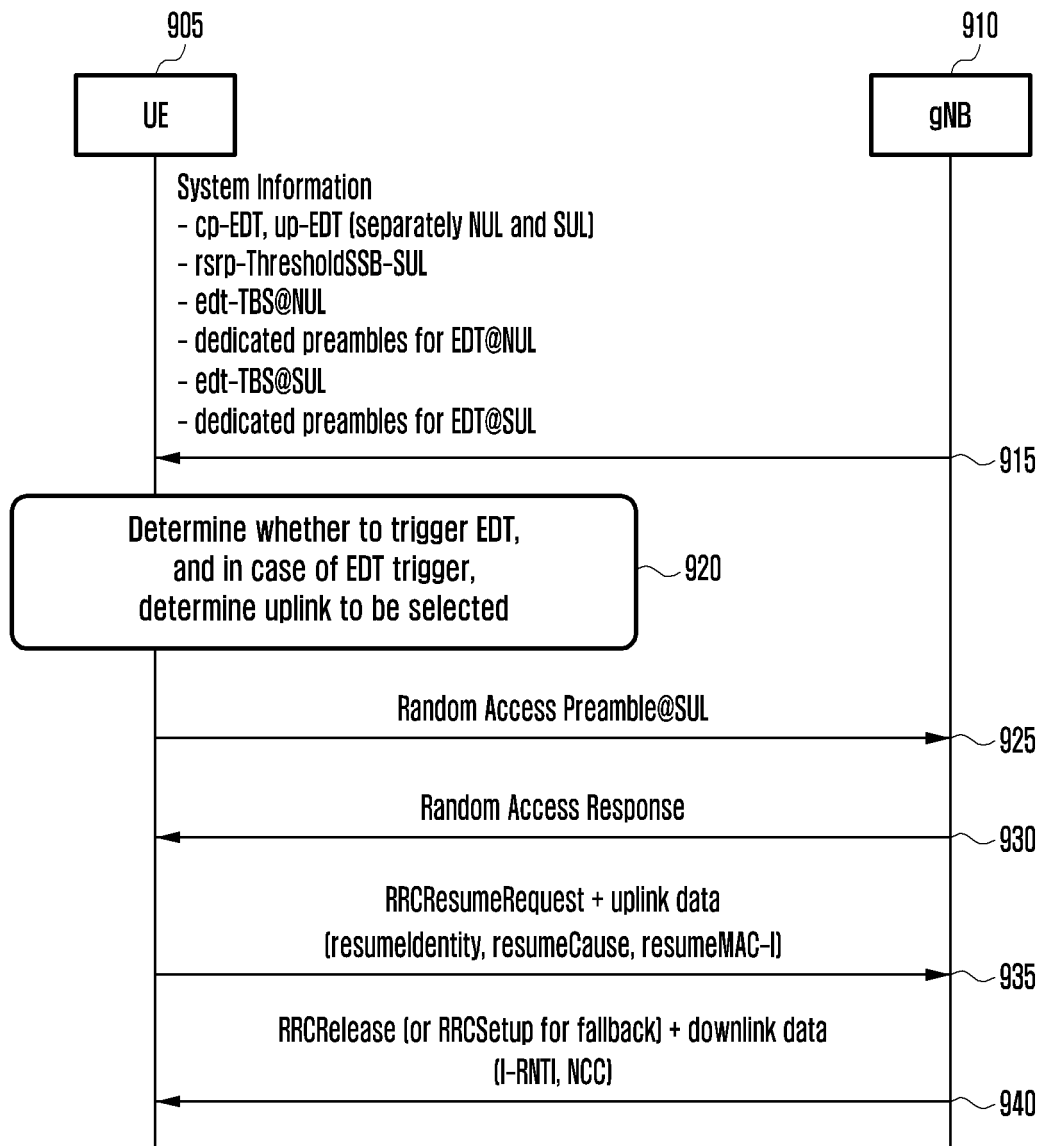 905
910
UE
gNB
System Information
- cp-EDT, up-EDT (separately NUL and SUL)
- rsrp-ThresholdSSB-SUL
- edt-TBS@NUL
- dedicated preambles for EDT@NUL
- edt-TBS@SUL
- dedicated preambles for EDT@SUL
915
Determine whether to trigger EDT,
and in case of EDT trigger,
determine uplink to be selected
920
Random Access Preamble@SUL
925
Random Access Response
930
RRCResumeRequest + uplink data
(resumeIdentity, resumeCause, resumeMAC-I)
935
RRCRelease (or RRCSetup for fallback) + downlink data
(I-RNTI, NCC)
940